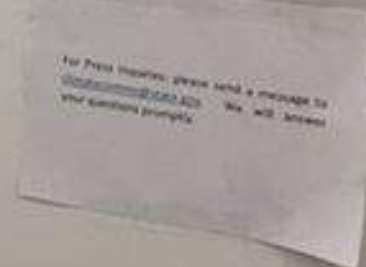 For Press Inquiries, please send a message to
We will answer
your questions promptly.